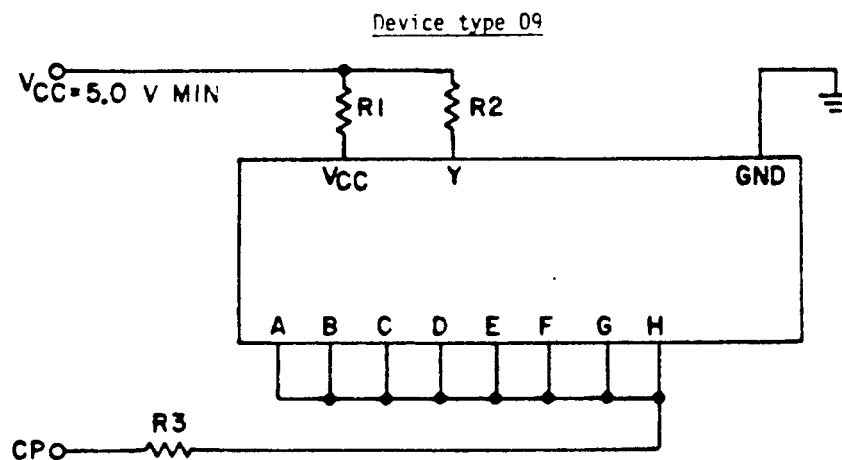 Device type 09
VCC=5.0 V MIN
R1
R2
VCC
Y
GND
A B C D E F G H
R3
CP